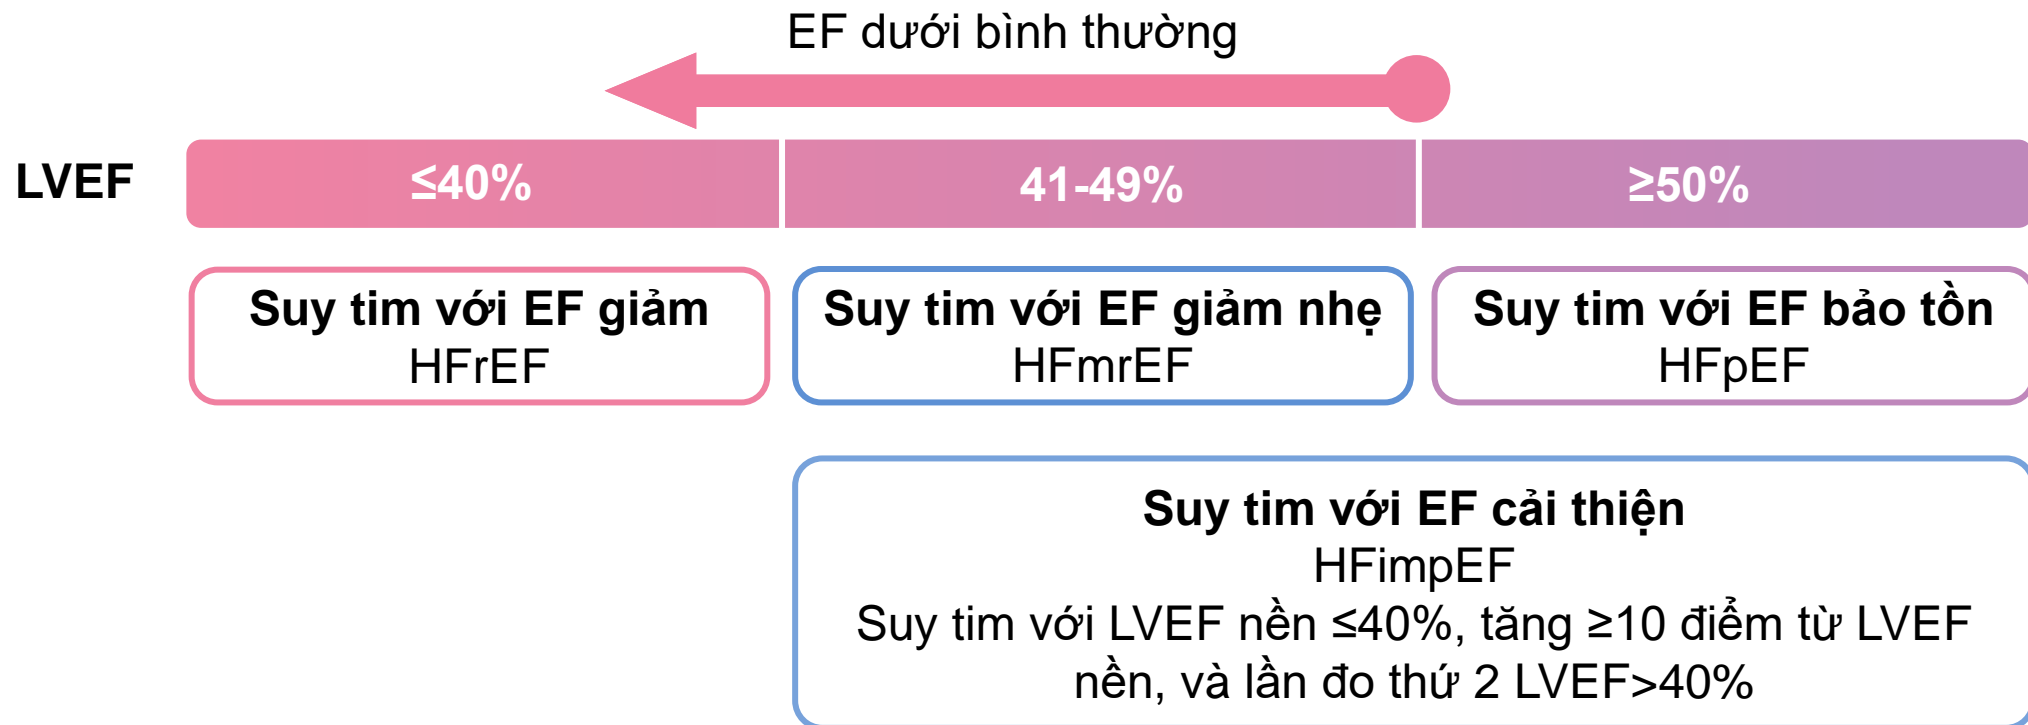 EF dưới bình thường
LVEF
≤40%
41-49%
≥50%
Suy tim với EF giảm
HFrEF
Suy tim với EF giảm nhẹ
HFmrEF
Suy tim với EF bảo tồn
HFpEF
Suy tim với EF cải thiện
HFimpEF
Suy tim với LVEF nền ≤40%, tăng ≥10 điểm từ LVEF
nền, và lần đo thứ 2 LVEF>40%